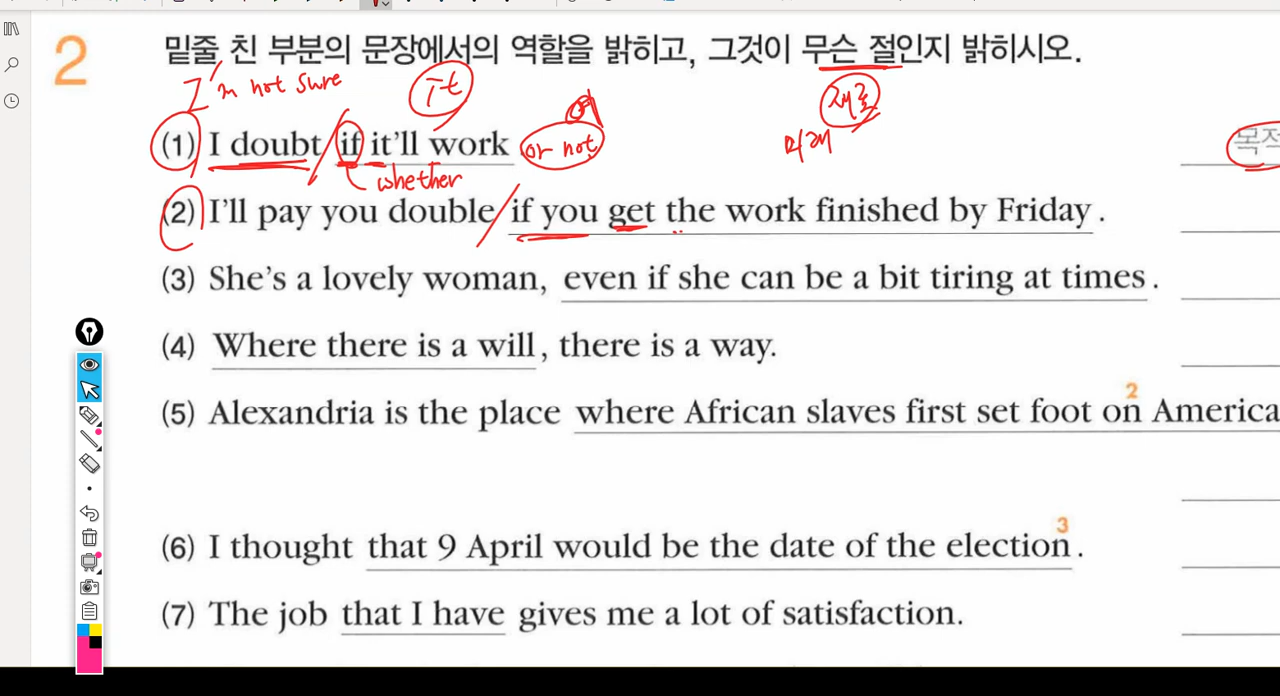 2 밑줄 친 부분의 문장에서의 역할을 밝히고, 그것이 무슨 절인지 밝히시오.
I'm not sure
it
재료
(1) I doubt if it'll work or not
whether
목적
(2) I'll pay you double if you get the work finished by Friday.
(3) She's a lovely woman, even if she can be a bit tiring at times.
(4) Where there is a will, there is a way.
2
(5) Alexandria is the place where African slaves first set foot on America
3
(6) I thought that 9 April would be the date of the election.
(7) The job that I have gives me a lot of satisfaction.